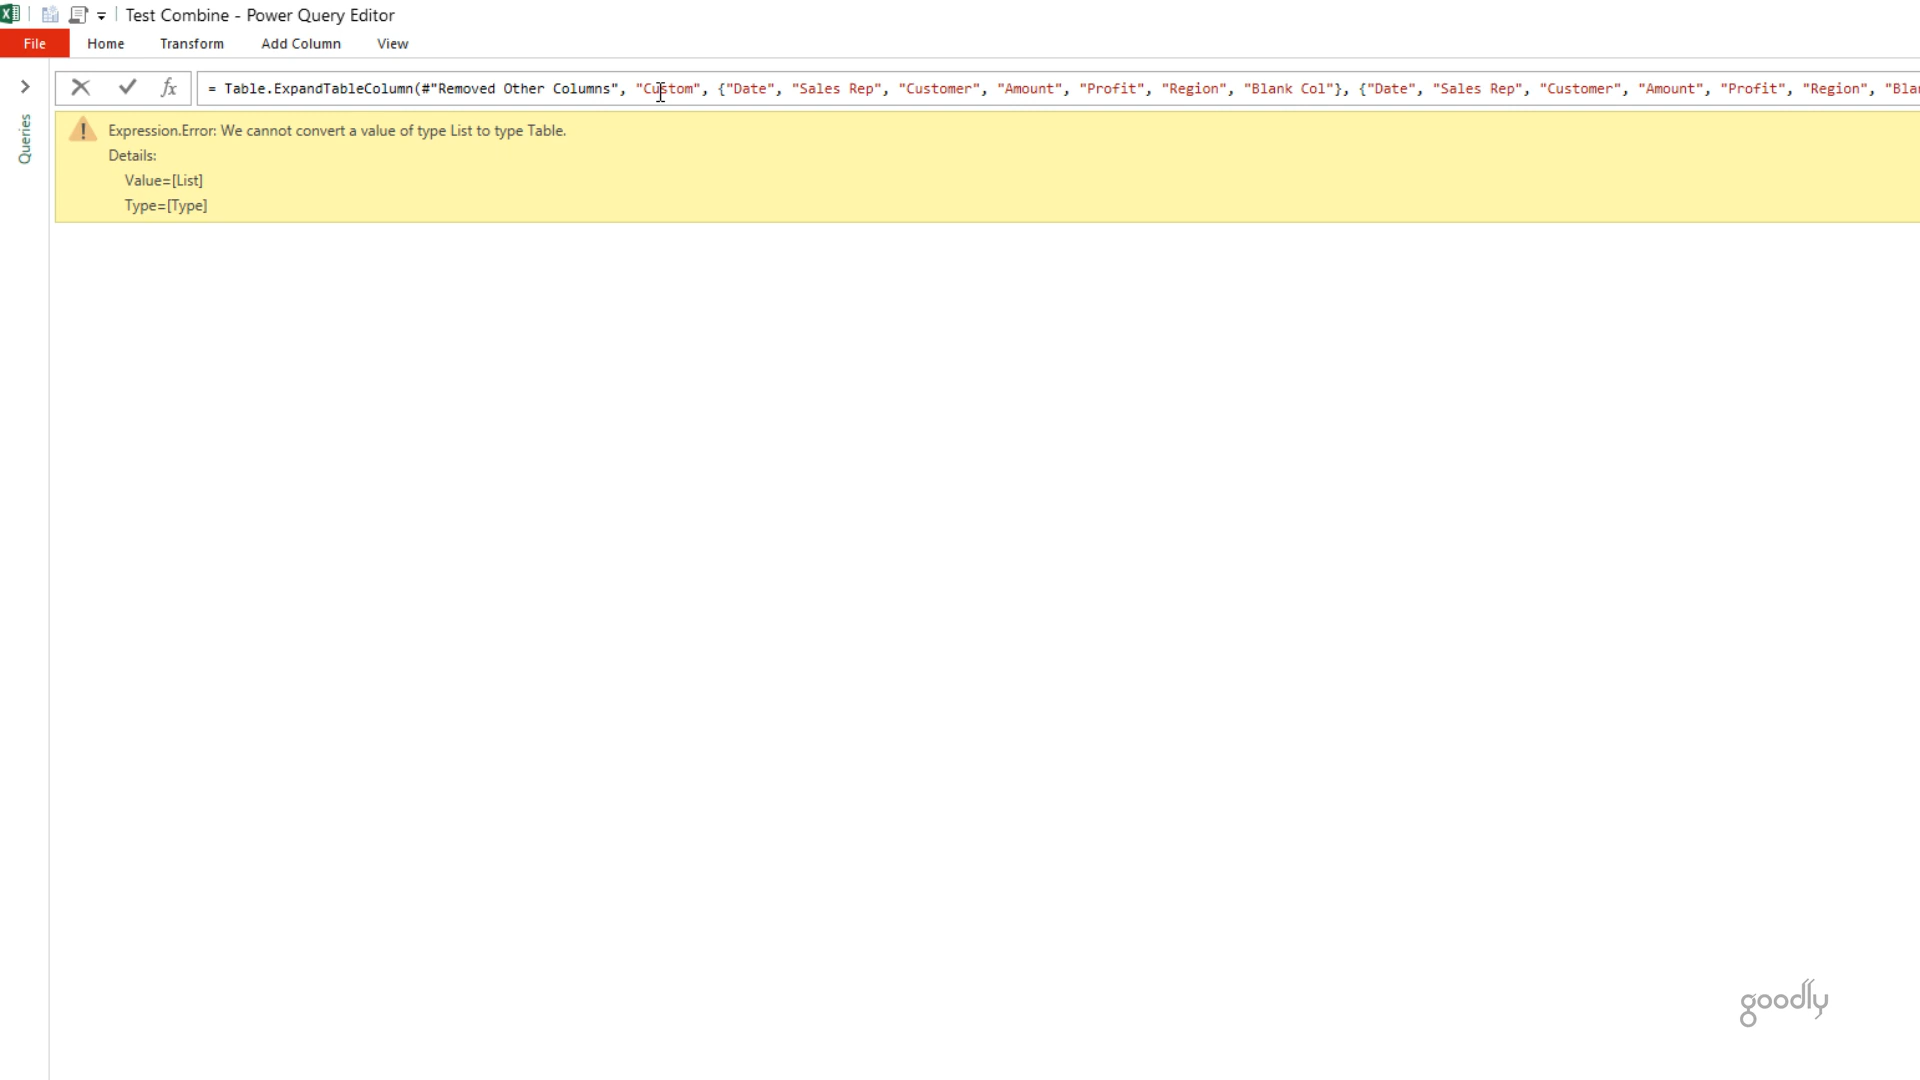 Test Combine - Power Query Editor
File Home Transform Add Column View
fx = Table.ExpandTableColumn(#"Removed Other Columns", "Custom", {"Date", "Sales Rep", "Customer", "Amount", "Profit", "Region", "Blank Col"}, {"Date", "Sales Rep", "Customer", "Amount", "Profit", "Region", "Blan
Queries
Expression.Error: We cannot convert a value of type List to type Table.
Details:
Value=[List]
Type=[Type]
goodly